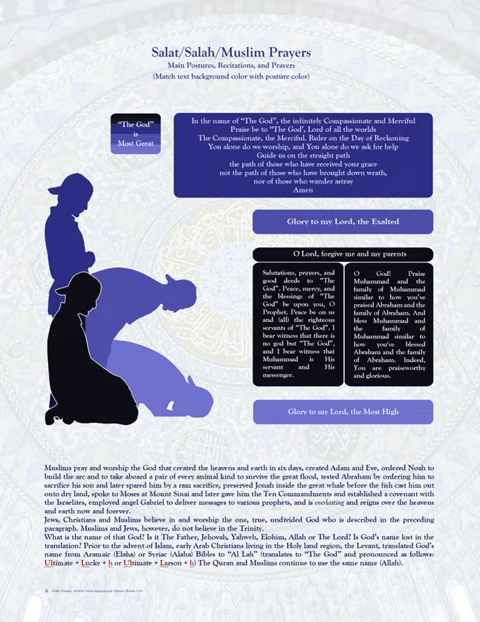 Salat/Salah/Muslim Prayers
Main Postures, Recitations, and Prayers
(Match text background color with posture color)
"The God"
is
Most Great
In the name of "The God", the infinitely Compassionate and Merciful
Praise be to "The God', Lord of all the worlds
The Compassionate, the Merciful. Ruler on the Day of Reckoning
You alone do we worship, and You alone do we ask for help
Guide us on the straight path
the path of those who have received your grace
not the path of those who have brought down wrath,
nor of those who wander astray
Amen
Glory to my Lord, the Exalted
O Lord, forgive me and my parents
Salutations, prayers, and
good deeds to "The
God". Peace, mercy, and
the blessings of "The
God" be upon you, O
Prophet. Peace be on us
and (all) the righteous
servants of "The God". I
bear witness that there is
no god but "The God",
and I bear witness that
Muhammad is His
servant and His
messenger.
O God! Praise
Muhammad and the
family of Muhammad
similar to how you've
praised Abraham and the
family of Abraham. And
bless Muhammad and
the family of
Muhammad similar to
how you've blessed
Abraham and the family
of Abraham. Indeed,
You are praiseworthy
and glorious.
Glory to my Lord, the Most High
Muslims pray and worship the God that created the heavens and earth in six days, created Adam and Eve, ordered Noah to
build the arc and to take aboard a pair of every animal kind to survive the great flood, tested Abraham by ordering him to
sacrifice his son and later spared him by a ram sacrifice, preserved Jonah inside the great whale before the fish cast him out
onto dry land, spoke to Moses at Mount Sinai and later gave him the Ten Commandments and established a covenant with
the Israelites, employed angel Gabriel to deliver messages to various prophets, and is everlasting and reigns over the heavens
and earth now and forever.
Jews, Christians and Muslims believe in and worship the one, true, undivided God who is described in the preceding
paragraph. Muslims and Jews, however, do not believe in the Trinity.
What is the name of that God? Is it The Father, Jehovah, Yahweh, Elohim, Allah or The Lord? Is God's name lost in the
translation? Prior to the advent of Islam, early Arab Christians living in the Holy land region, the Levant, translated God's
name from Aramaic (Elaha) or Syriac (Alaha) Bibles to "Al Lah" (translates to "The God" and pronounced as follows:
Ultimate + Lucky + h or Ultimate + Larson + h) The Quran and Muslims continue to use the same name (Allah).